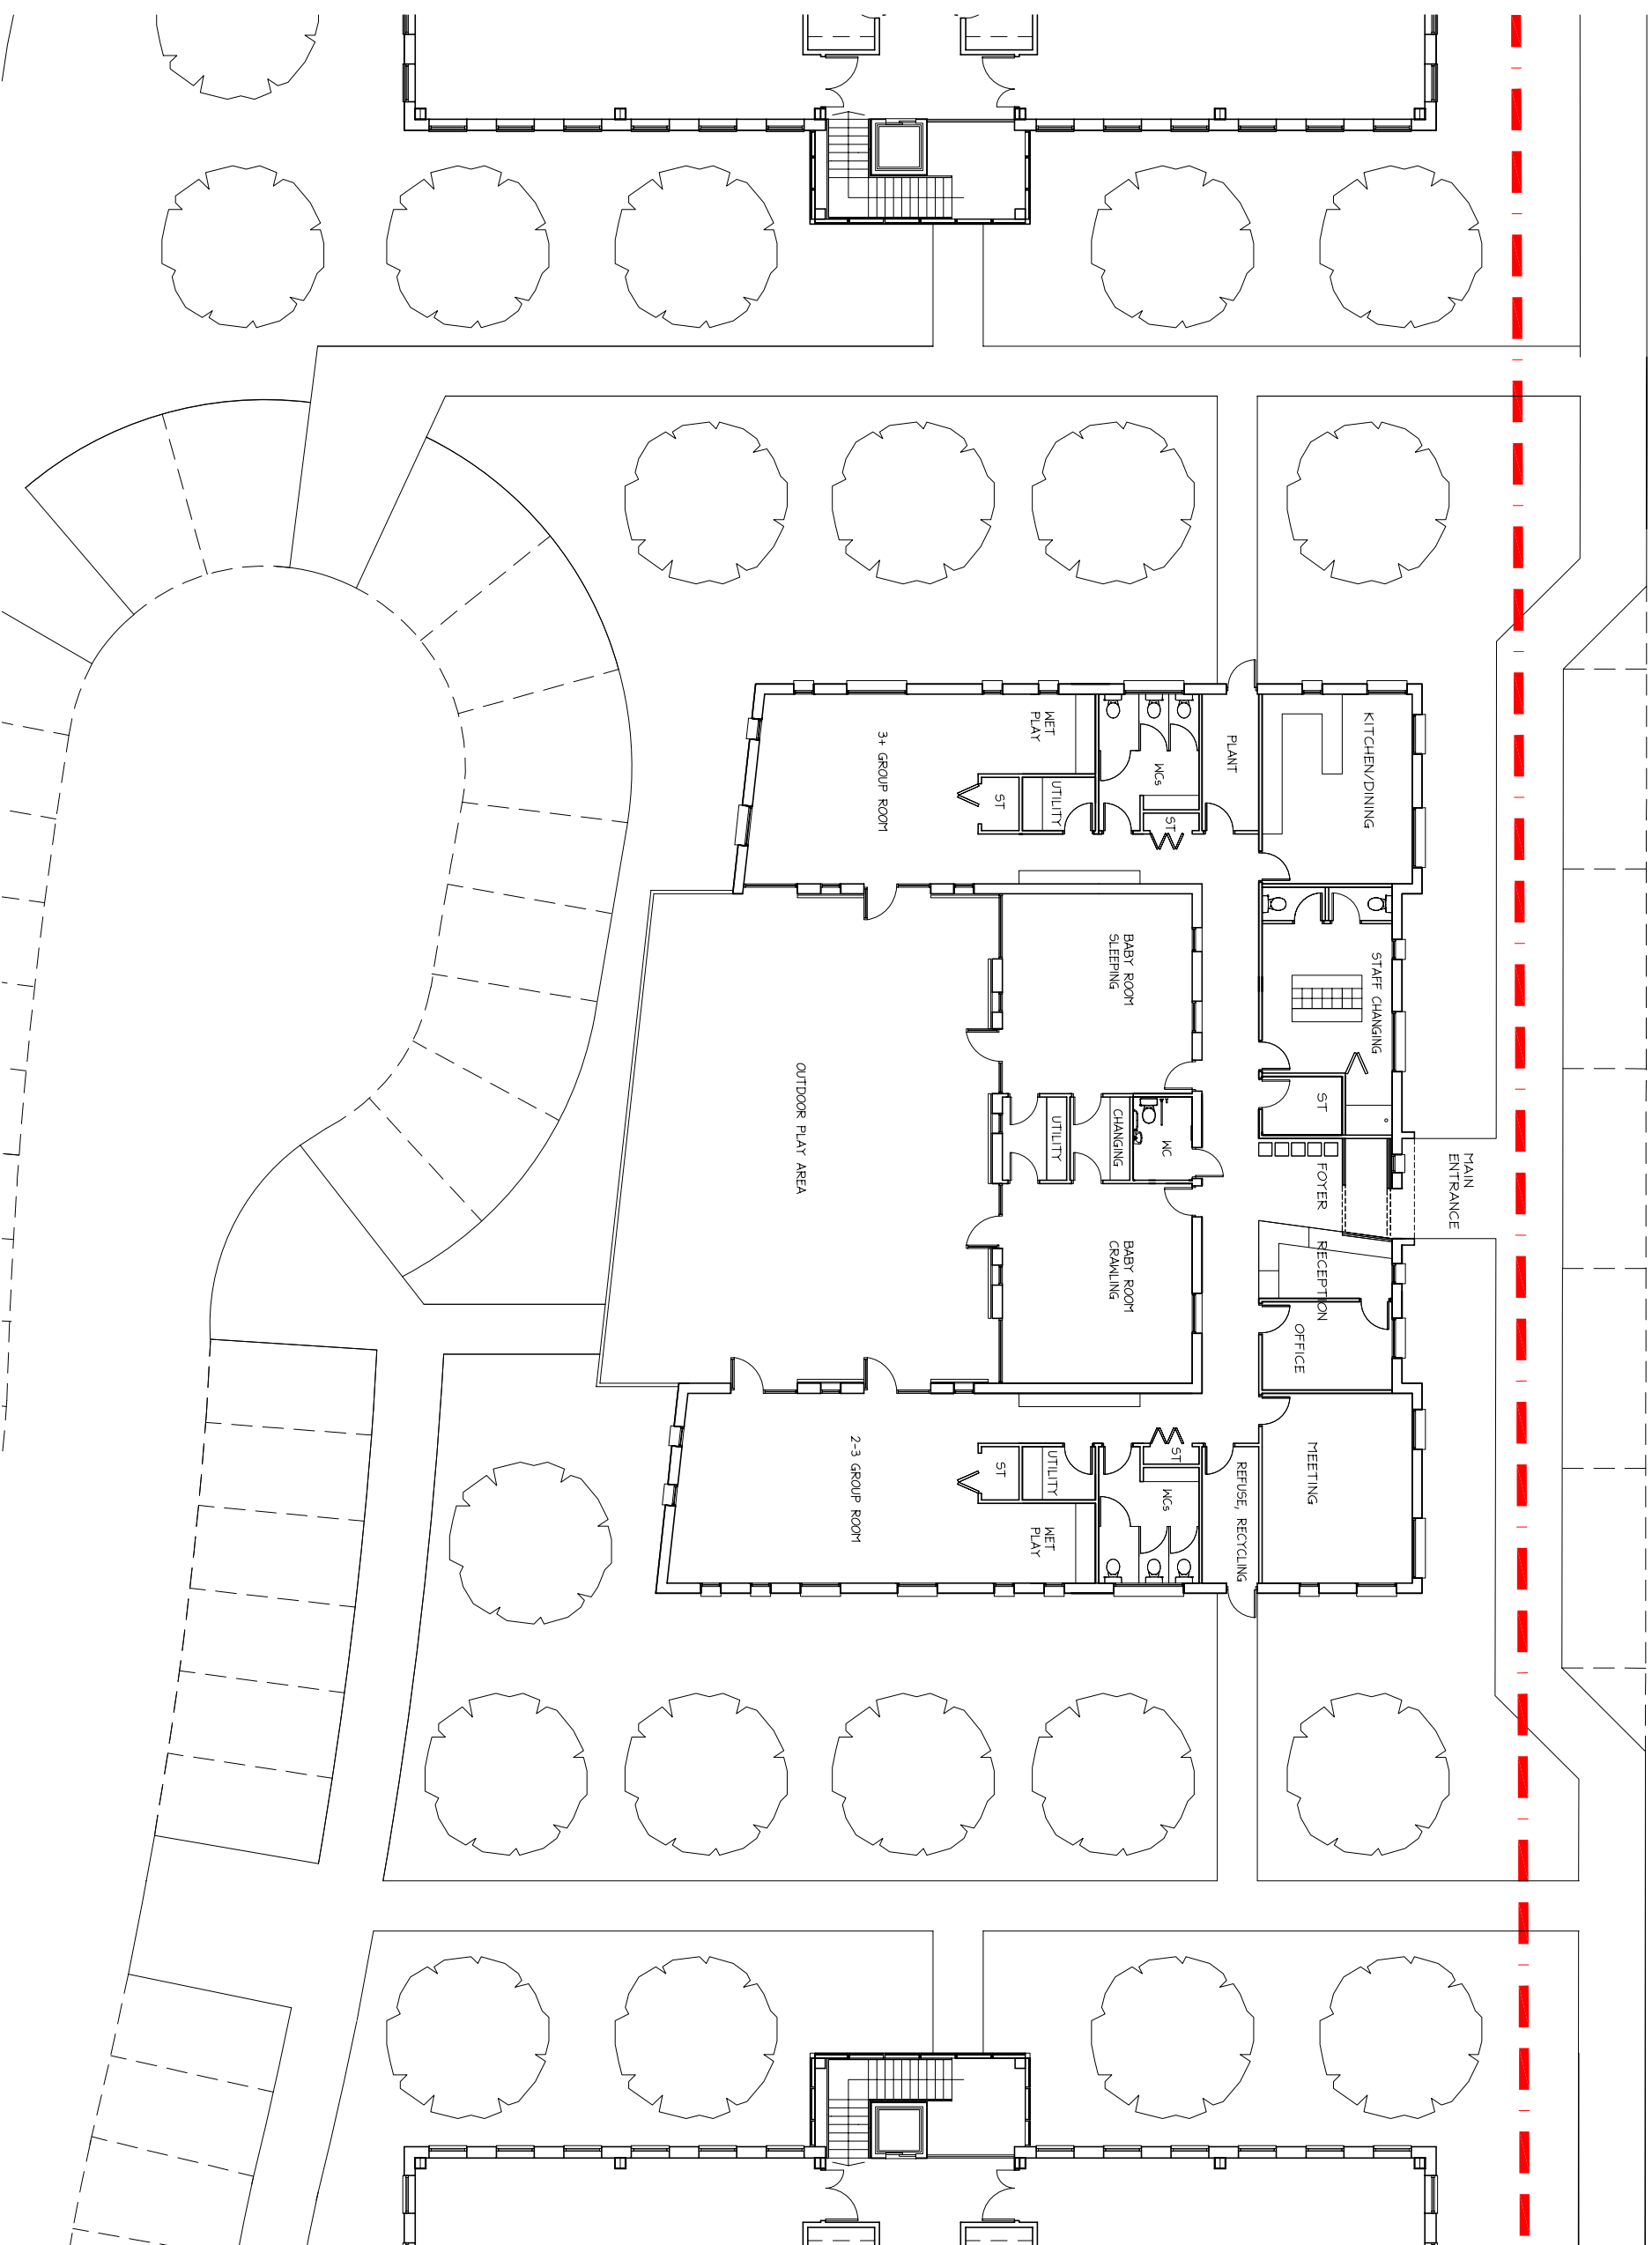 KITCHEN/DINING
PLANT
WCs
ST
WET
PLAY
UTILITY
ST
3+ GROUP ROOM
STAFF CHANGING
ST
BABY ROOM
SLEEPING
MAIN
ENTRANCE
FOYER
WC
CHANGING
UTILITY
OUTDOOR PLAY AREA
RECEPTION
BABY ROOM
CRAWLING
OFFICE
MEETING
REFUSE, RECYCLING
ST
WCs
UTILITY
ST
WET
PLAY
2-3 GROUP ROOM